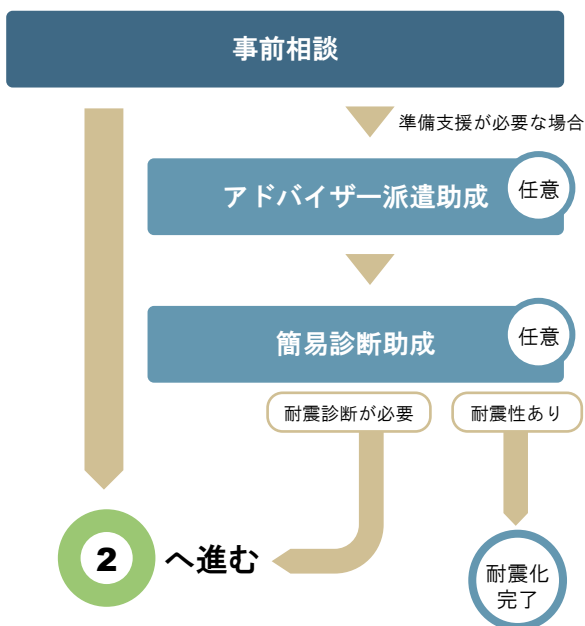 事前相談
準備支援が必要な場合
アドバイザー派遣助成
任意
簡易診断助成
任意
耐震診断が必要
耐震性あり
2 へ進む
耐震化
完了